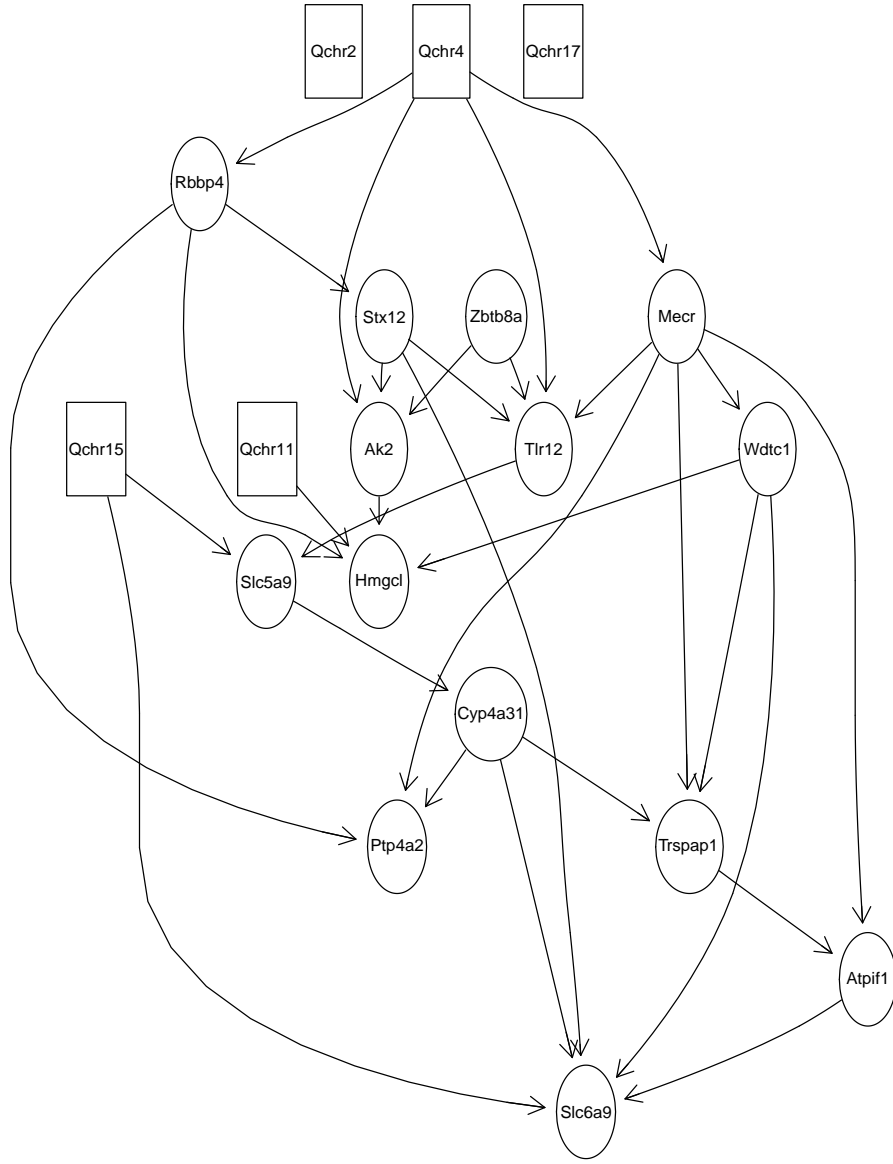 Qchr2
Qchr4
Qchr17
Rbbp4
Stx12
Zbtb8a
Mecr
Qchr15
Qchr11
Ak2
Tlr12
Wdtc1
Slc5a9
Hmgcl
Cyp4a31
Ptp4a2
Trspap1
Atpif1
Slc6a9